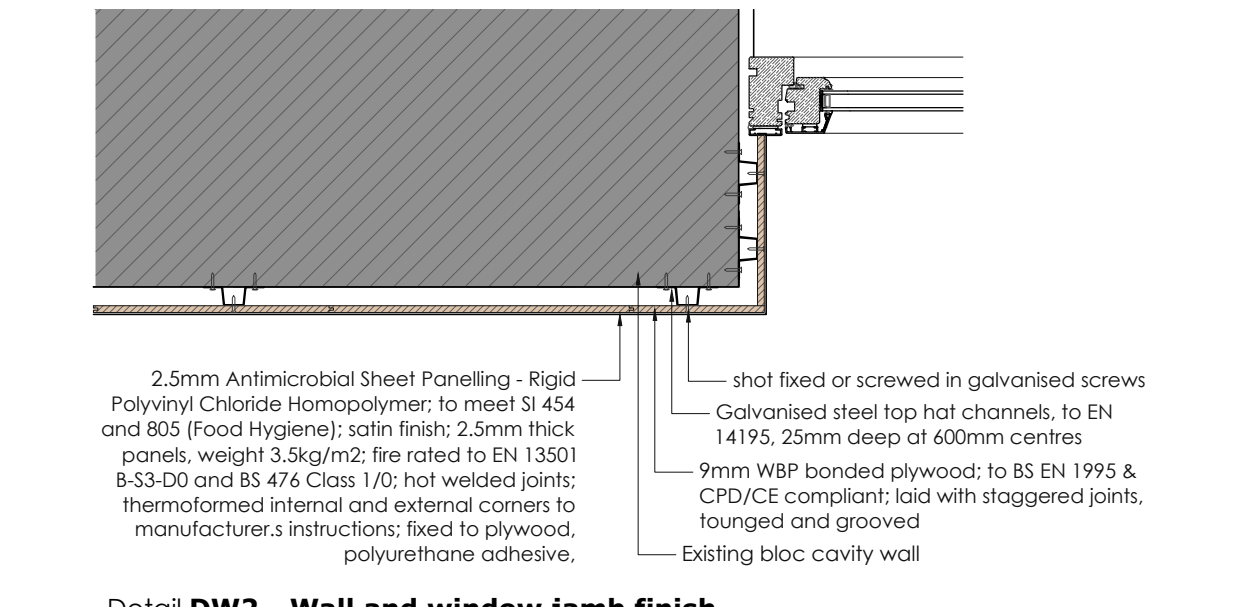 2.5mm Antimicrobial Sheet Panelling - Rigid
Polyvinyl Chloride Homopolymer; to meet SI 454
and 805 (Food Hygiene); satin finish; 2.5mm thick
panels, weight 3.5kg/m2; fire rated to EN 13501
B-S3-D0 and BS 476 Class 1/0; hot welded joints;
thermoformed internal and external corners to
manufacturer.s instructions; fixed to plywood,
polyurethane adhesive,
shot fixed or screwed in galvanised screws
Galvanised steel top hat channels, to EN
14195, 25mm deep at 600mm centres
9mm WBP bonded plywood; to BS EN 1995 &
CPD/CE compliant; laid with staggered joints,
tounged and grooved
Existing bloc cavity wall
Detail DW2 - Wall and window jamb finish